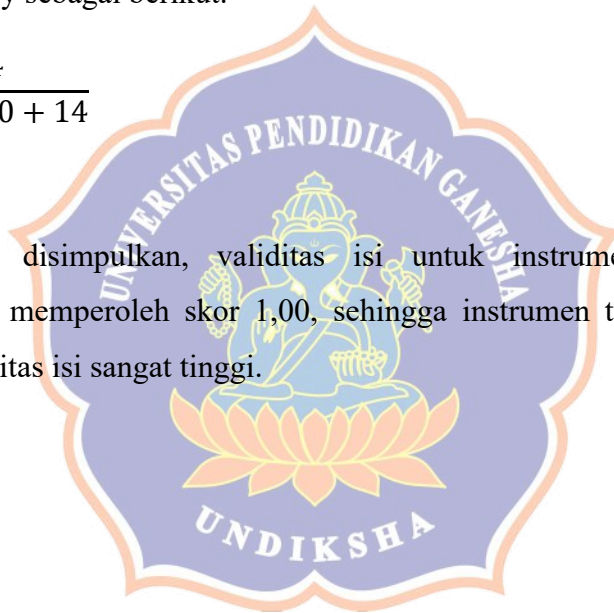 y sebagai berikut.
0 + 14
UNIVERSITAS PENDIDIKAN GANESHA
disimpulkan, validitas isi untuk instrume
memperoleh skor 1,00, sehingga instrumen t
itas isi sangat tinggi.
UNDIKSHA